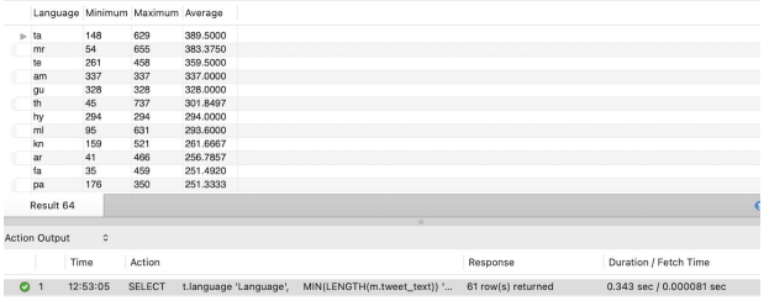 Language Minimum Maximum Average
ta 148 629 389.5000
mr 54 655 383.3750
te 261 458 359.5000
am 337 337 337.0000
gu 328 328 328.0000
th 45 737 301.8497
hy 294 294 294.0000
ml 95 631 293.6000
kn 159 521 261.6667
ar 41 466 256.7857
fa 35 459 251.4920
pa 176 350 251.3333
Result 64
Action Output
Time Action Response Duration / Fetch Time
1 12:53:05 SELECT t.language 'Language', MIN(LENGTH(m.tweet_text)) '... 61 row(s) returned 0.343 sec / 0.000081 sec